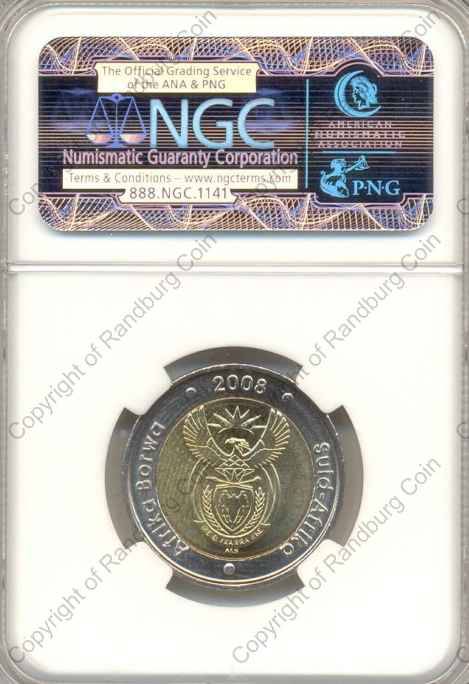 The Official Grading Service
of the ANA & PNG
NGC
Numismatic Guaranty Corporation
Terms & Conditions – www.ngcterms.com
888.NGC.1141
AMERICAN
NUMISMATIC
ASSOCIATION
P·N·G
2008
Afrika Borwa
Suid-Afrika
ALS
Copyright of Randburg Coin
Copyright of Randburg Coin
Copyright of Randburg Coin
Copyright of Randburg Coin
Copyright of Randburg Coin
Copyright of Randburg Coin